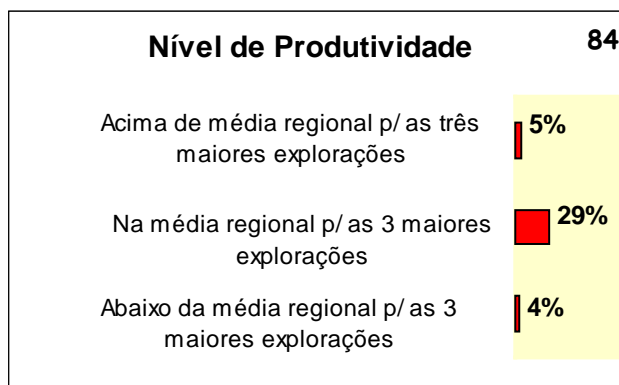 Nível de Produtividade 84
Acima de média regional p/ as três
maiores explorações
5%
Na média regional p/ as 3 maiores
explorações
29%
Abaixo da média regional p/ as 3
maiores explorações
4%